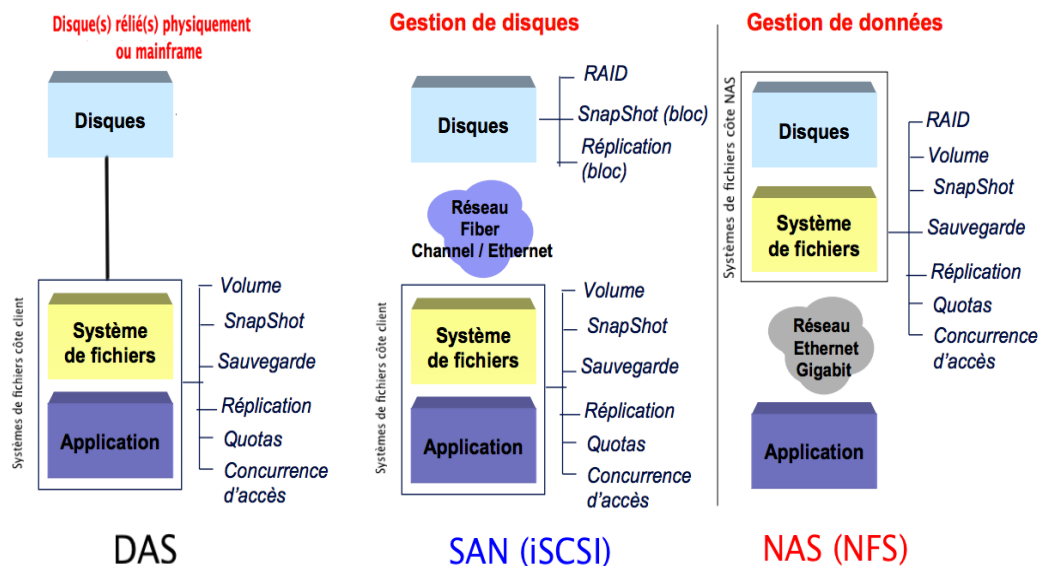 Disque(s) rélié(s) physiquement
ou mainframe
Disques
Systèmes de fichiers côte client
Système
de fichiers
Application
Volume
SnapShot
Sauvegarde
Réplication
Quotas
Concurrence
d'accès
DAS
Gestion de disques
Disques
RAID
SnapShot (bloc)
Réplication
(bloc)
Réseau
Fiber
Channel / Ethernet
Systèmes de fichiers côte client
Système
de fichiers
Application
Volume
SnapShot
Sauvegarde
Réplication
Quotas
Concurrence
d'accès
SAN (iSCSI)
Gestion de données
Systèmes de fichiers côte NAS
Disques
Système
de fichiers
RAID
Volume
SnapShot
Sauvegarde
Réplication
Quotas
Concurrence
d'accès
Réseau
Ethernet
Gigabit
Application
NAS (NFS)